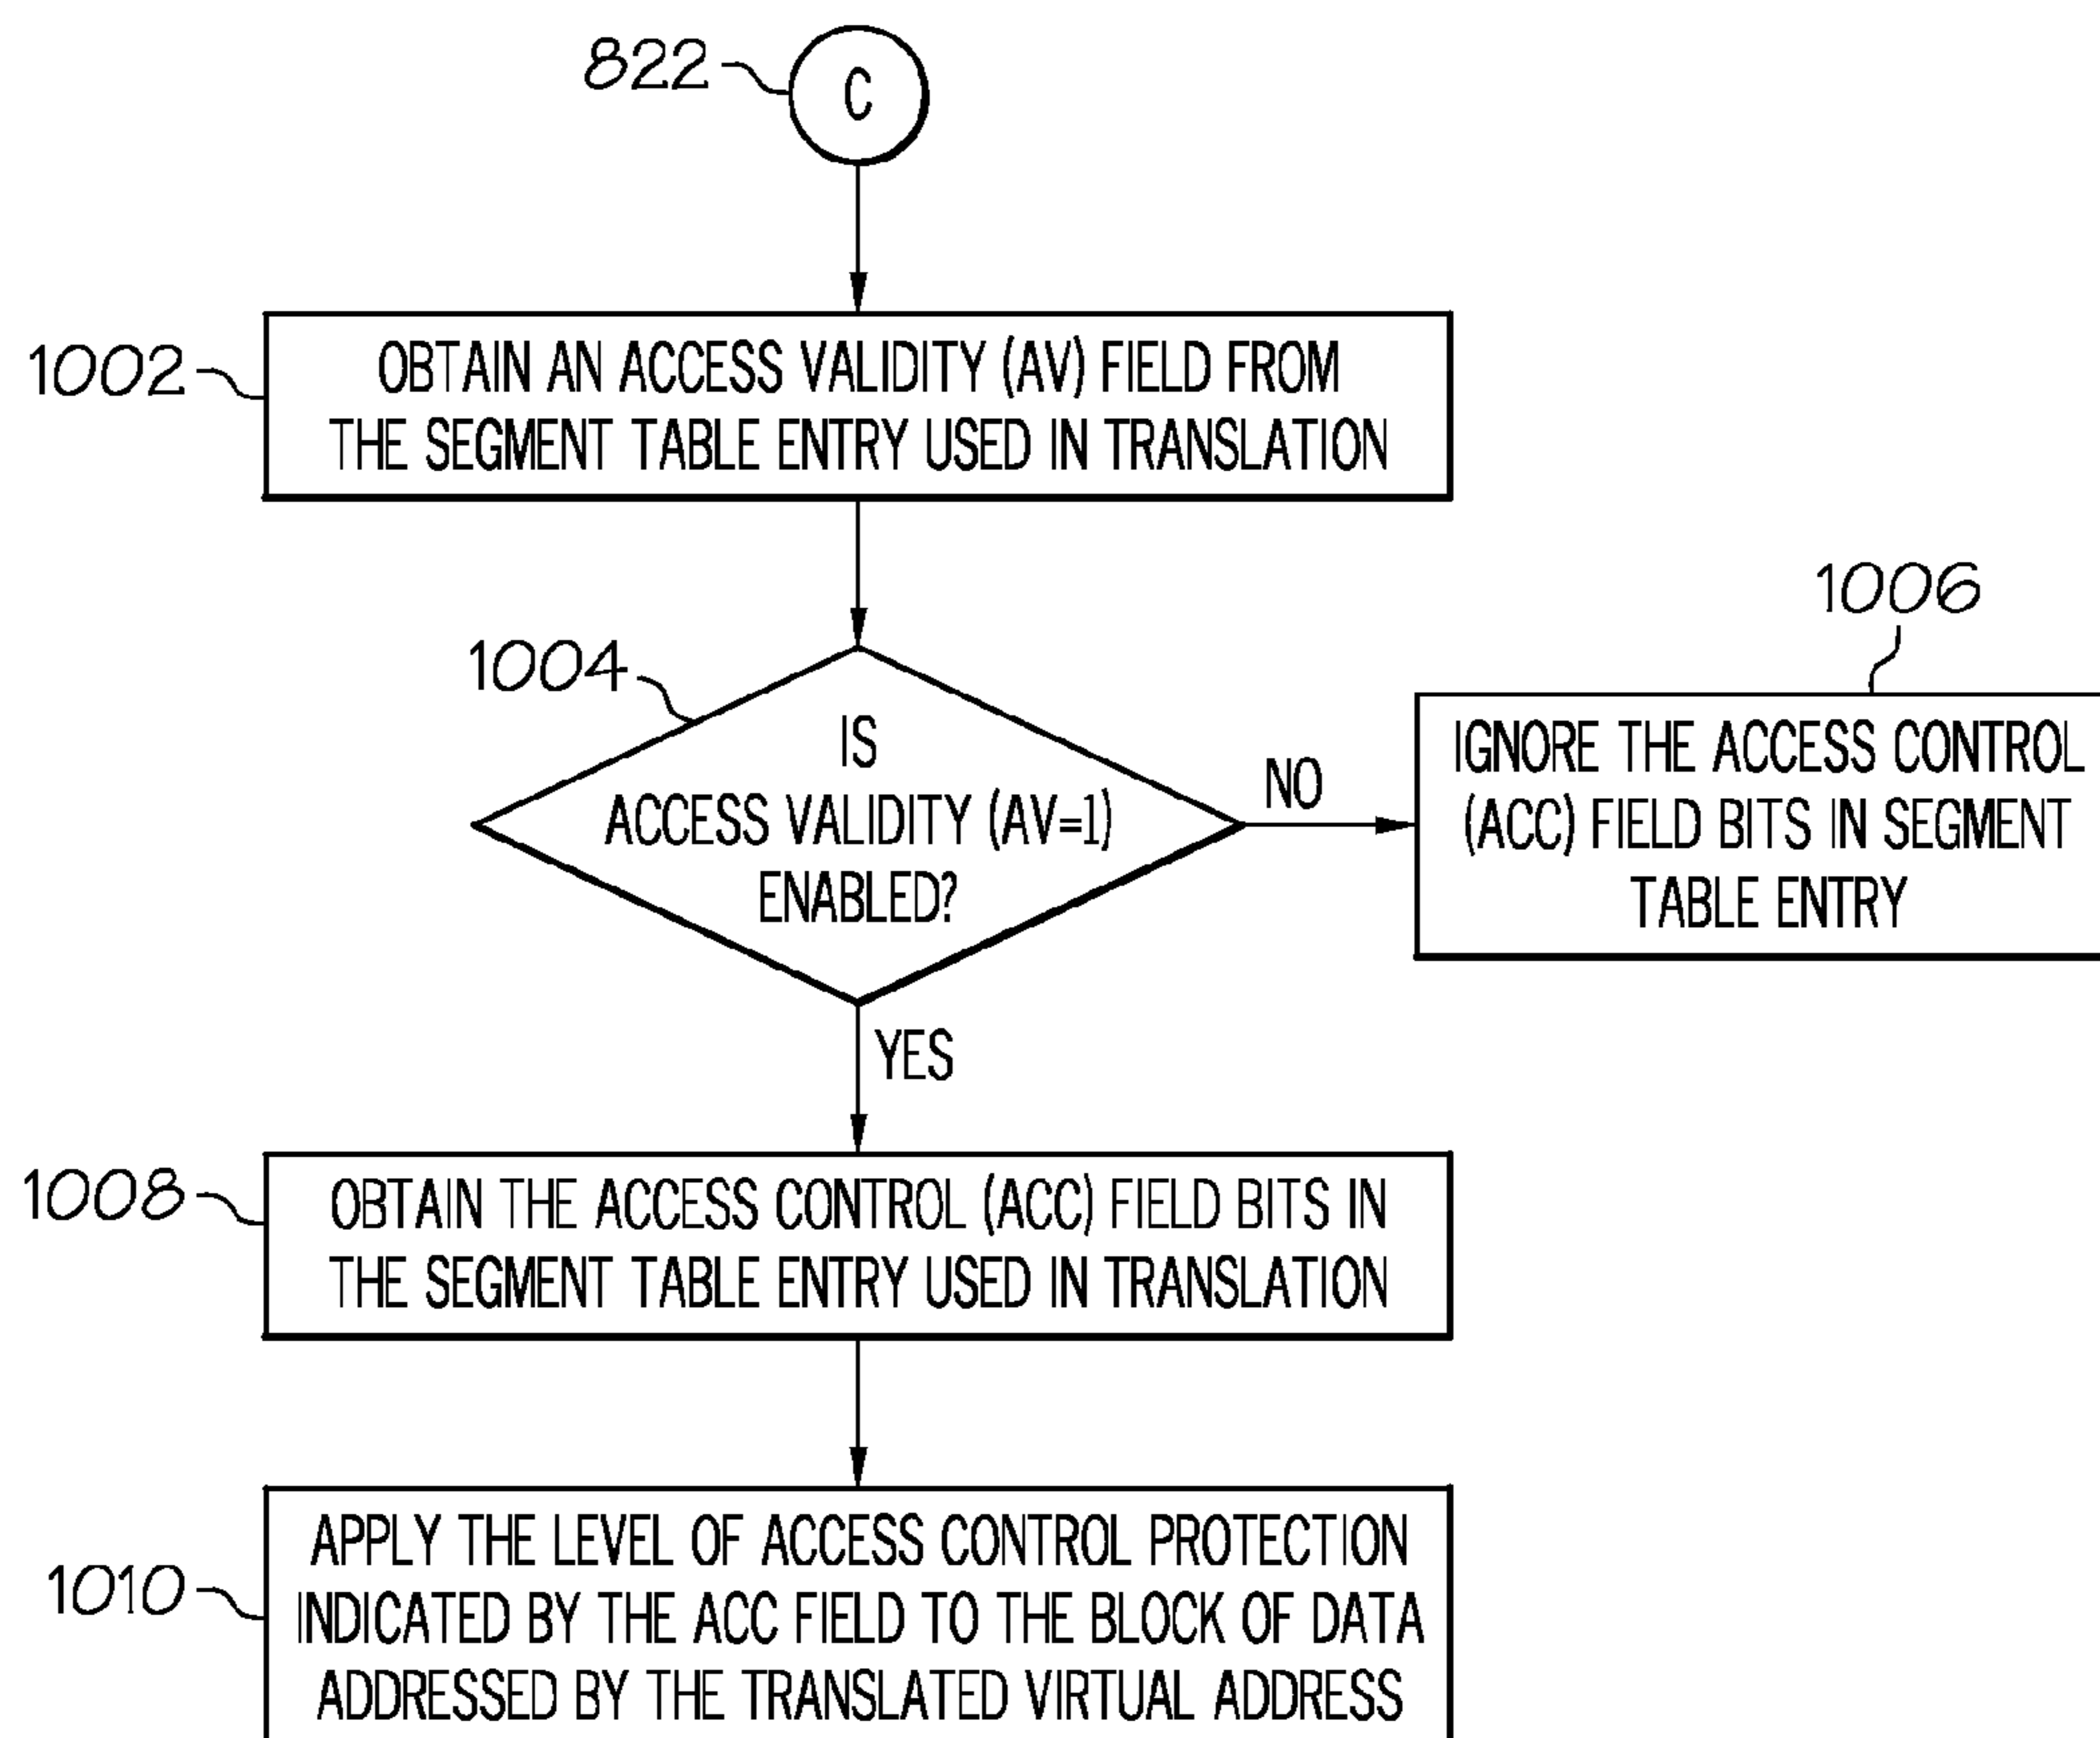 822
C
1002
OBTAIN AN ACCESS VALIDITY (AV) FIELD FROM
THE SEGMENT TABLE ENTRY USED IN TRANSLATION
1004
IS
ACCESS VALIDITY (AV=1)
ENABLED?
NO
1006
IGNORE THE ACCESS CONTROL
(ACC) FIELD BITS IN SEGMENT
TABLE ENTRY
YES
1008
OBTAIN THE ACCESS CONTROL (ACC) FIELD BITS IN
THE SEGMENT TABLE ENTRY USED IN TRANSLATION
1010
APPLY THE LEVEL OF ACCESS CONTROL PROTECTION
INDICATED BY THE ACC FIELD TO THE BLOCK OF DATA
ADDRESSED BY THE TRANSLATED VIRTUAL ADDRESS